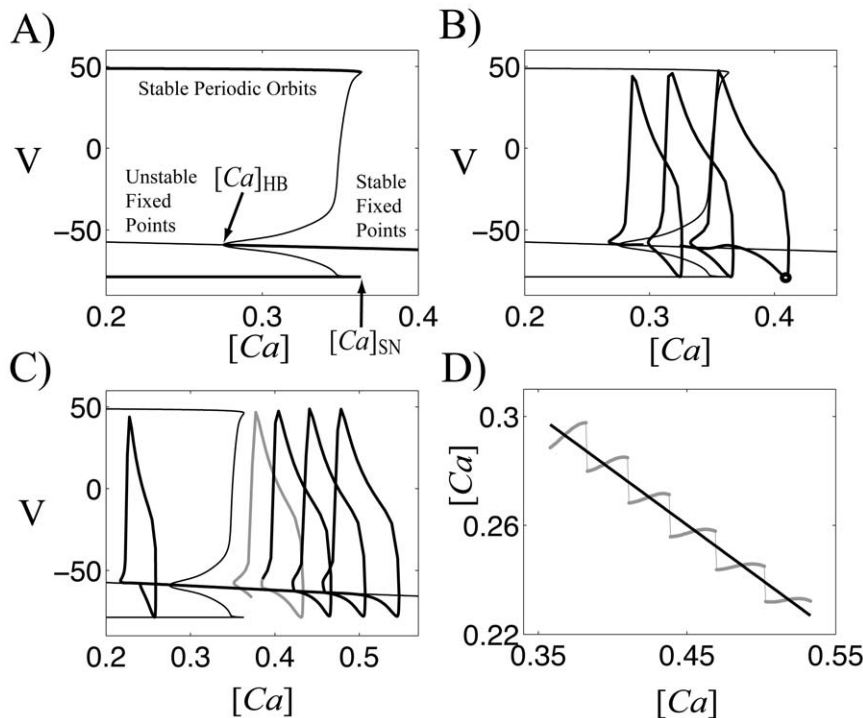 A)
50
0
−50
V
Stable Periodic Orbits
Unstable
Fixed
Points
[Ca]HB
Stable
Fixed
Points
0.2
0.3
0.4
[Ca]
[Ca]SN
B)
50
0
−50
V
0.2
0.3
0.4
[Ca]
C)
50
0
−50
V
0.2
0.3
0.4
0.5
[Ca]
D)
0.3
0.26
0.22
[Ca]
0.35
0.45
0.55
[Ca]